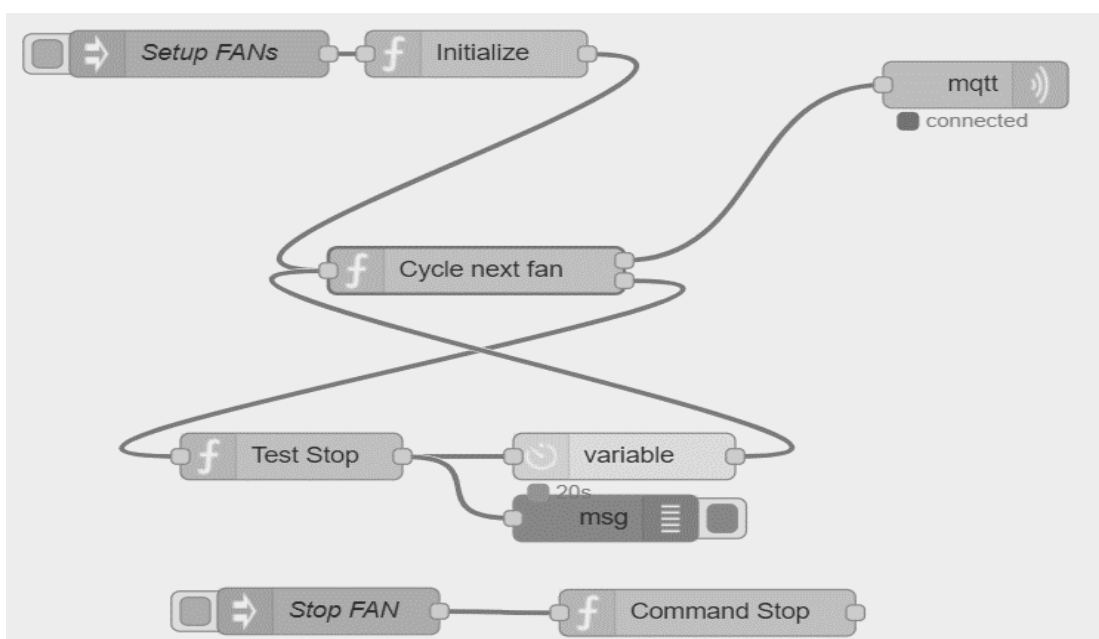 Setup FANs
Initialize
mqtt
connected
Cycle next fan
Test Stop
variable
20s
msg
Stop FAN
Command Stop